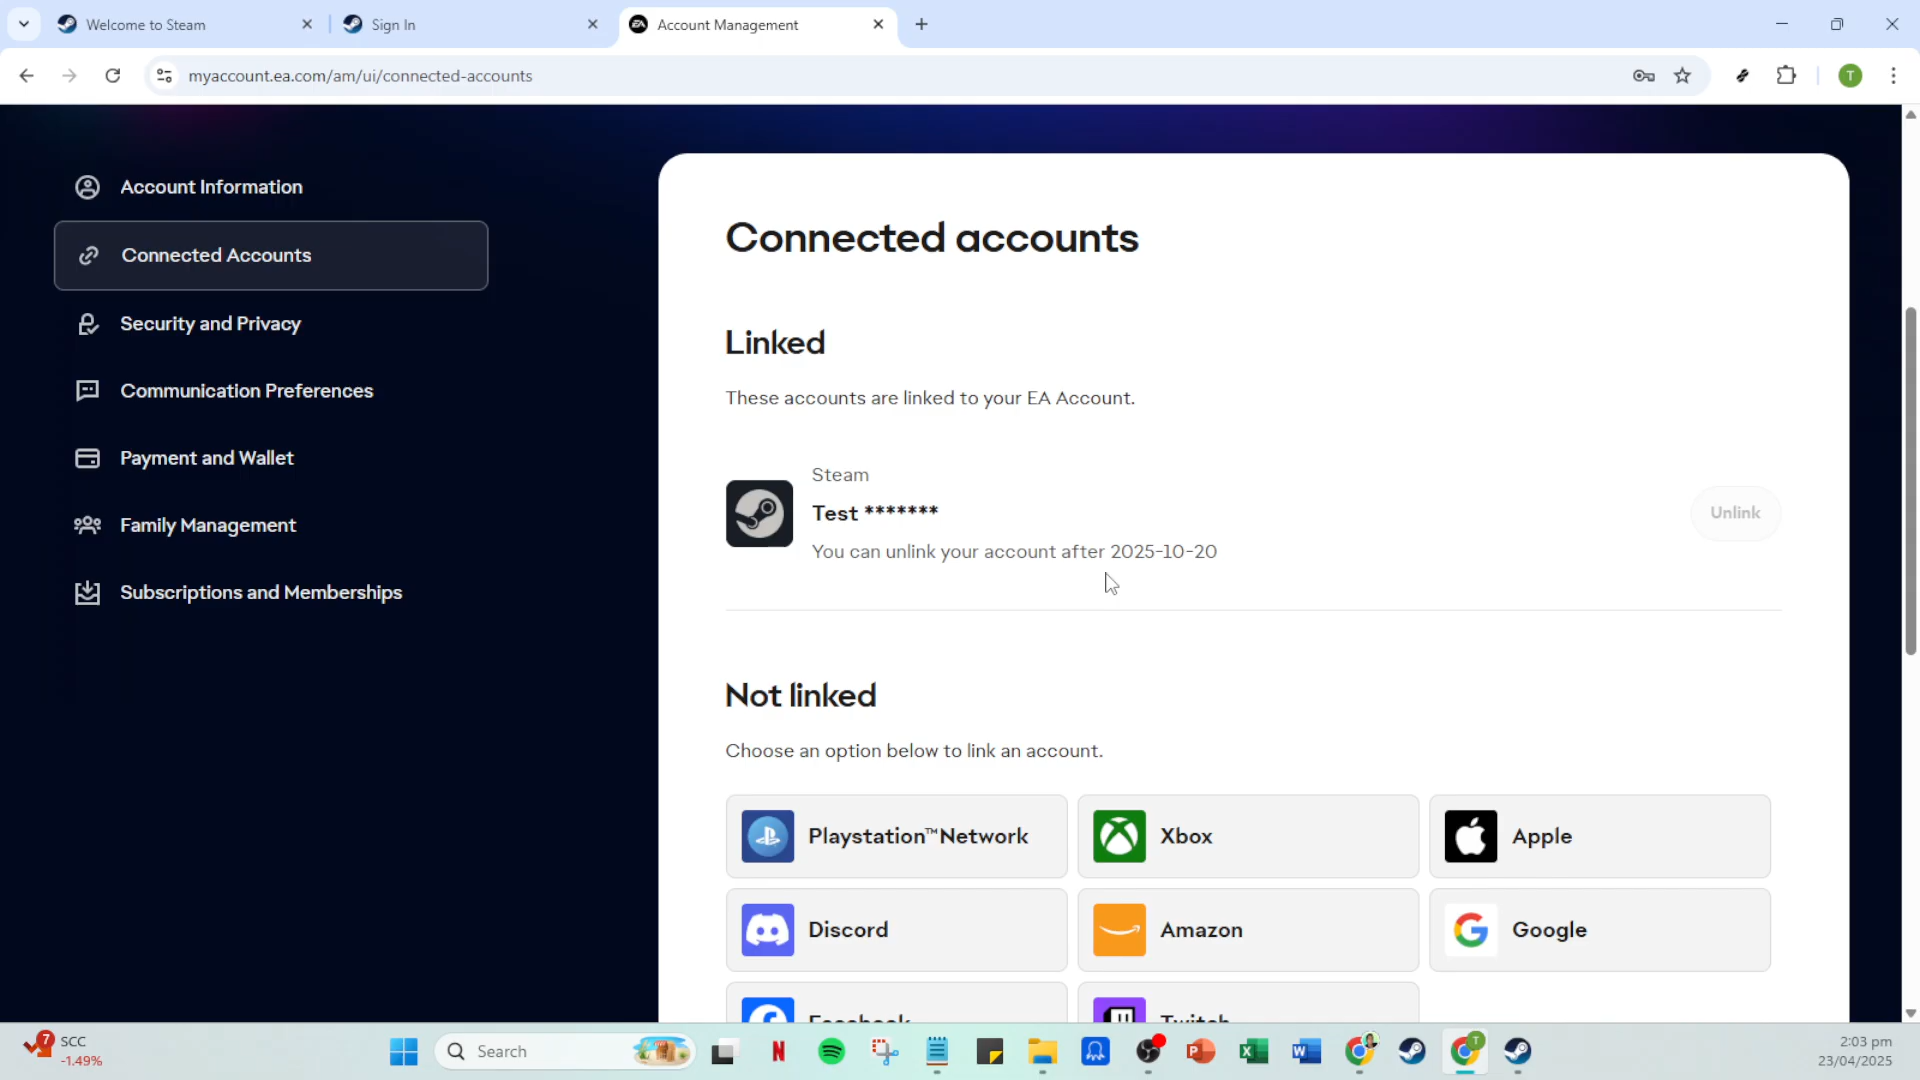 Welcome to Steam
Sign In
Account Management
myaccount.ea.com/am/ui/connected-accounts
T
Account Information
Connected Accounts
Security and Privacy
Communication Preferences
Payment and Wallet
Family Management
Subscriptions and Memberships
Connected accounts
Linked
These accounts are linked to your EA Account.
Steam
Test *******
You can unlink your account after 2025-10-20
Unlink
Not linked
Choose an option below to link an account.
Playstation™Network
Xbox
Apple
Discord
Amazon
Google
Facebook
Twitch
7
SCC
-1.49%
Search
2:03 pm
23/04/2025